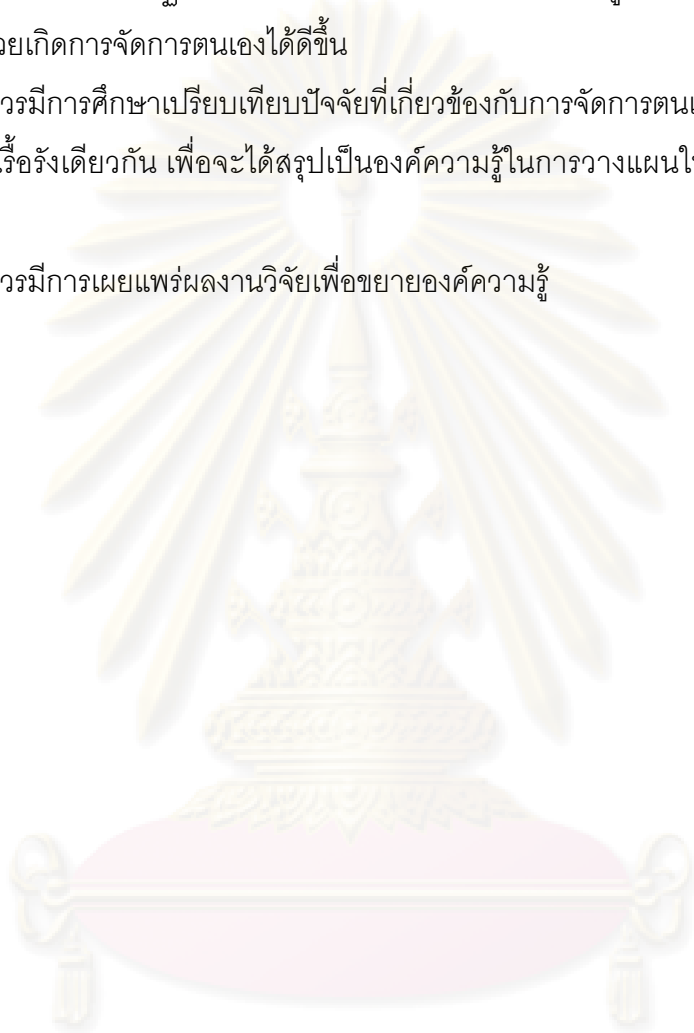 วยเกิดการจัดการตนเองได้ดีขึ้น
วรมีการศึกษาเปรียบเทียบปัจจัยที่เกี่ยวข้องกับการจัดการตนเ
รื้อรังเดียวกัน เพื่อจะได้สรุปเป็นองค์ความรู้ในการวางแผนใ
วรมีการเผยแพร่ผลงานวิจัยเพื่อขยายองค์ความรู้